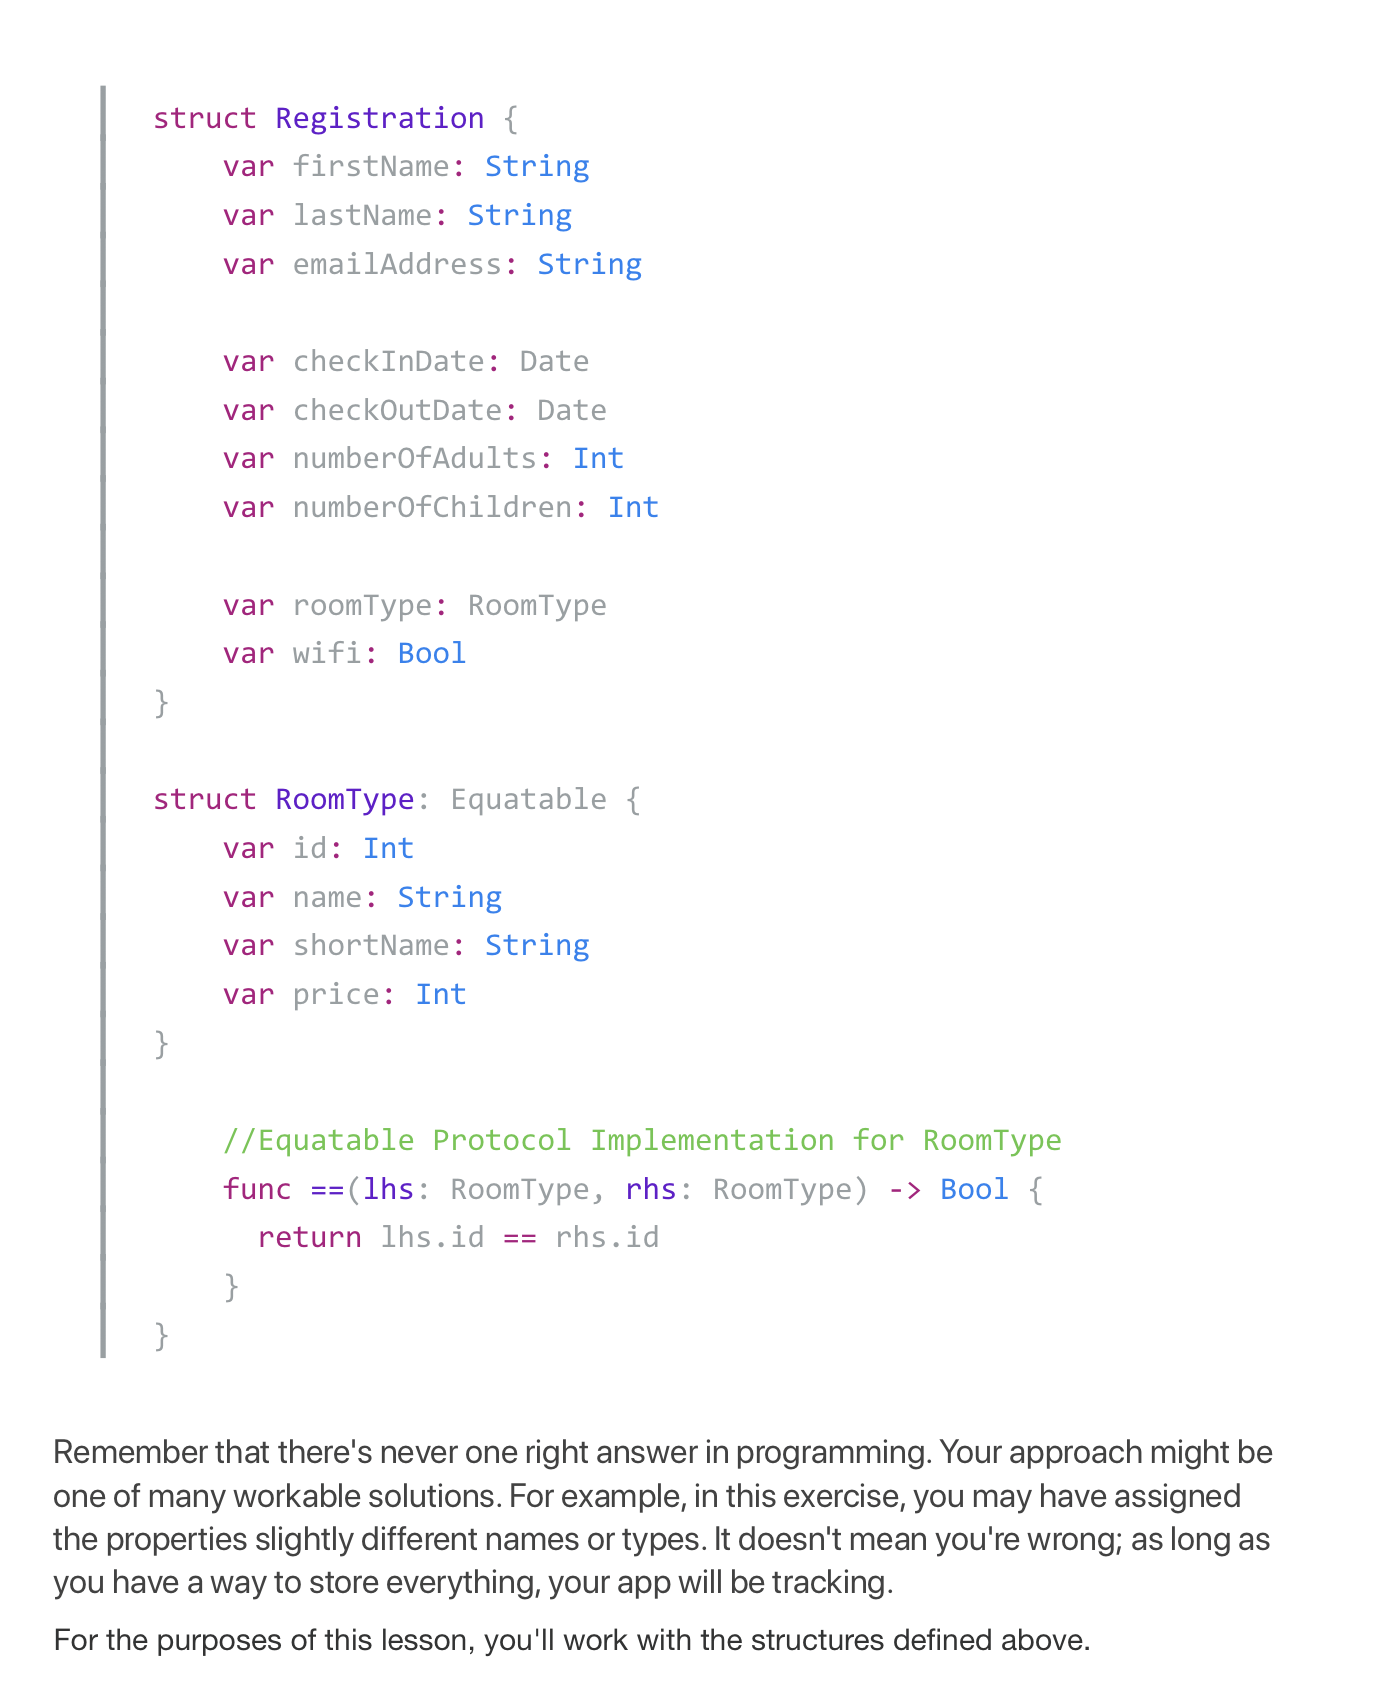 struct Registration {
    var firstName: String
    var lastName: String
    var emailAddress: String

    var checkInDate: Date
    var checkOutDate: Date
    var numberOfAdults: Int
    var numberOfChildren: Int

    var roomType: RoomType
    var wifi: Bool
}

struct RoomType: Equatable {
    var id: Int
    var name: String
    var shortName: String
    var price: Int
}

    //Equatable Protocol Implementation for RoomType
    func ==(lhs: RoomType, rhs: RoomType) -> Bool {
      return lhs.id == rhs.id
    }
}
Remember that there's never one right answer in programming. Your approach might be
one of many workable solutions. For example, in this exercise, you may have assigned
the properties slightly different names or types. It doesn't mean you're wrong; as long as
you have a way to store everything, your app will be tracking.
For the purposes of this lesson, you'll work with the structures defined above.